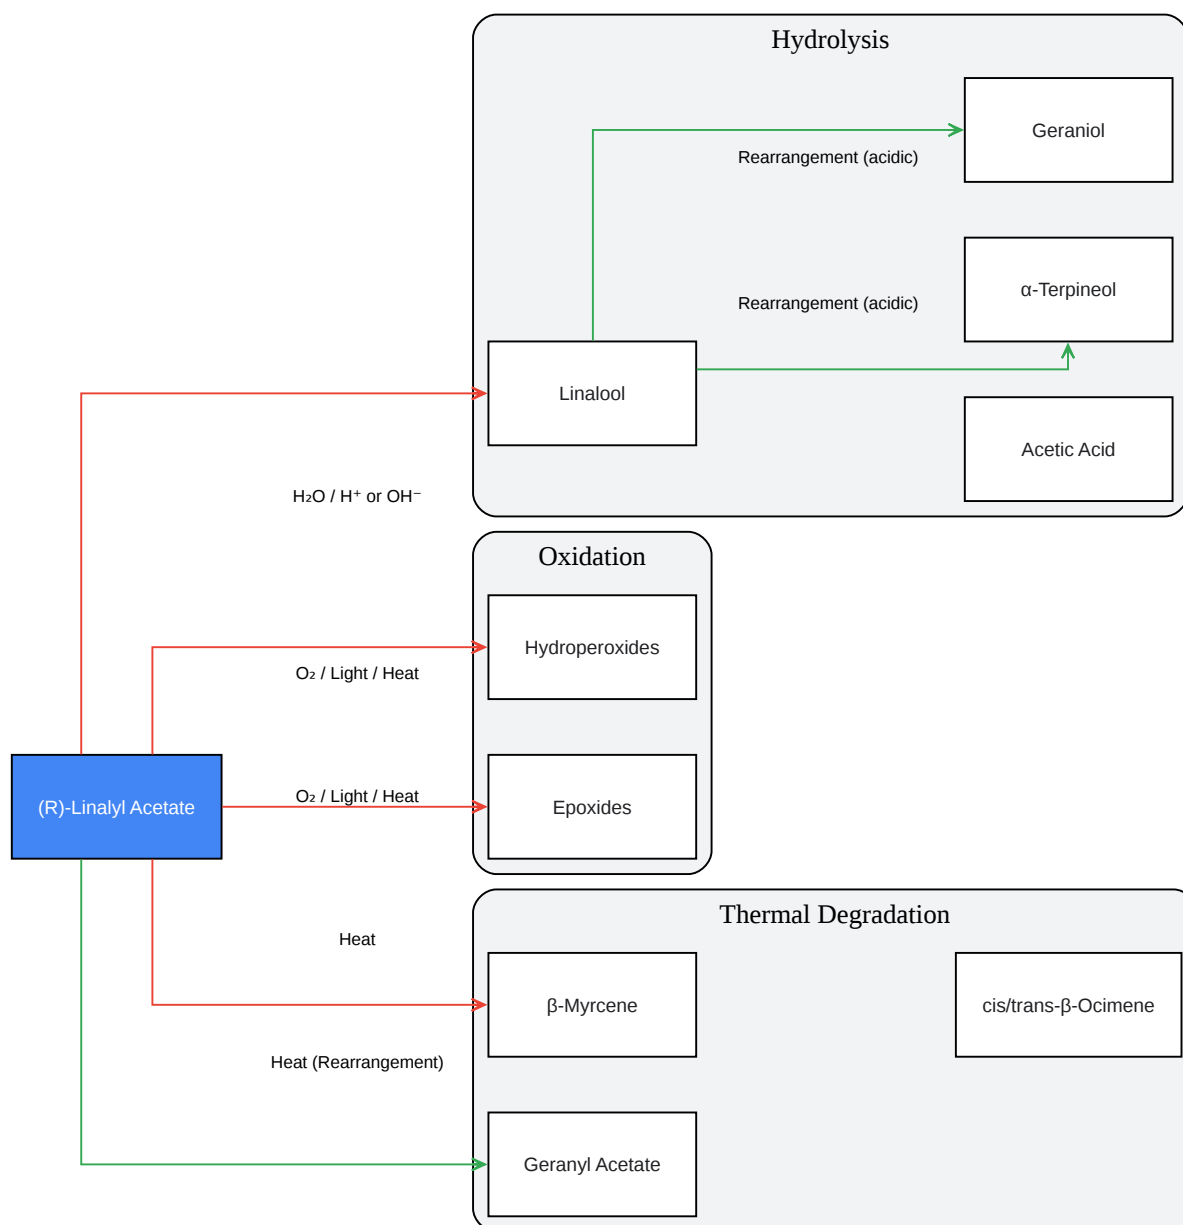 Hydrolysis
Geraniol
Rearrangement (acidic)
α-Terpineol
Rearrangement (acidic)
Linalool
Acetic Acid
H₂O / H⁺ or OH⁻
Oxidation
Hydroperoxides
O₂ / Light / Heat
(R)-Linalyl Acetate
O₂ / Light / Heat
Epoxides
Thermal Degradation
Heat
β-Myrcene
cis/trans-β-Ocimene
Heat (Rearrangement)
Geranyl Acetate